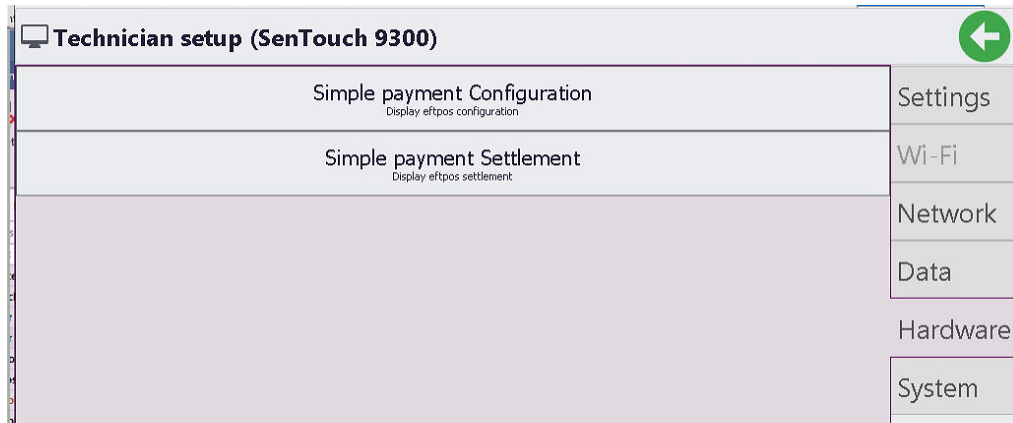 Technician setup (SenTouch 9300)
Simple payment Configuration
Display eftpos configuration
Simple payment Settlement
Display eftpos settlement
Settings
Wi-Fi
Network
Data
Hardware
System